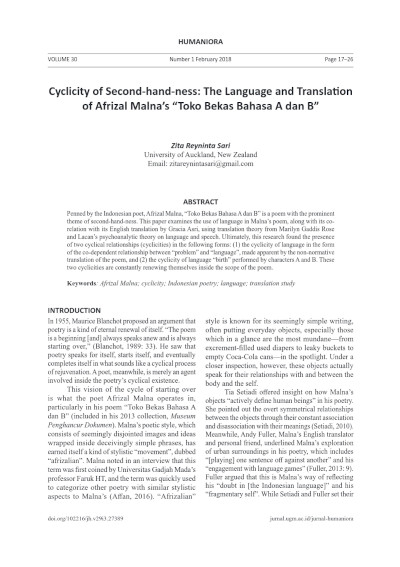 HUMANIORA
VOLUME 30
Number 1 February 2018
Page 17–26
Cyclicity of Second-hand-ness: The Language and Translation
of Afrizal Malna's "Toko Bekas Bahasa A dan B"
Zita Reyninta Sari
University of Auckland, New Zealand
Email: zitareynintasari@gmail.com
ABSTRACT
Penned by the Indonesian poet, Afrizal Malna, "Toko Bekas Bahasa A dan B" is a poem with the prominent
theme of second-hand-ness. This paper examines the use of language in Malna's poem, along with its co-
relation with its English translation by Gracia Asri, using translation theory from Marilyn Gaddis Rose
and Lacan's psychoanalytic theory on language and speech. Ultimately, this research found the presence
of two cyclical relationships (cyclicities) in the following forms: (1) the cyclicity of language in the form
of the co-dependent relationship between "problem" and "language", made apparent by the non-normative
translation of the poem, and (2) the cyclicity of language "birth" performed by characters A and B. These
two cyclicities are constantly renewing themselves inside the scope of the poem.
Keywords: Afrizal Malna; cyclicity; Indonesian poetry; language; translation study
INTRODUCTION
In 1955, Maurice Blanchot proposed an argument that
poetry is a kind of eternal renewal of itself. "The poem
is a beginning [and] always speaks anew and is always
starting over," (Blanchot, 1989: 33). He saw that
poetry speaks for itself, starts itself, and eventually
completes itself in what sounds like a cyclical process
of rejuvenation. A poet, meanwhile, is merely an agent
involved inside the poetry's cyclical existence.
This vision of the cycle of starting over
is what the poet Afrizal Malna operates in,
particularly in his poem "Toko Bekas Bahasa A
dan B" (included in his 2013 collection, Museum
Penghancur Dokumen). Malna's poetic style, which
consists of seemingly disjointed images and ideas
wrapped inside deceivingly simple phrases, has
earned itself a kind of stylistic "movement", dubbed
"afrizalian". Malna noted in an interview that this
term was first coined by Universitas Gadjah Mada's
professor Faruk HT, and the term was quickly used
to categorize other poetry with similar stylistic
aspects to Malna's (Affan, 2016). "Afrizalian"
style is known for its seemingly simple writing,
often putting everyday objects, especially those
which in a glance are the most mundane—from
excrement-filled used diapers to leaky buckets to
empty Coca-Cola cans—in the spotlight. Under a
closer inspection, however, these objects actually
speak for their relationships with and between the
body and the self.
Tia Setiadi offered insight on how Malna's
objects "actively define human beings" in his poetry.
She pointed out the overt symmetrical relationships
between the objects through their constant association
and disassociation with their meanings (Setiadi, 2010).
Meanwhile, Andy Fuller, Malna's English translator
and personal friend, underlined Malna's exploration
of urban surroundings in his poetry, which includes
"[playing] one sentence off against another" and his
"engagement with language games" (Fuller, 2013: 9).
Fuller argued that this is Malna's way of reflecting
his "doubt in [the Indonesian language]" and his
"fragmentary self". While Setiadi and Fuller set their
doi.org/10.22146/jh.v29i3.27389
jurnal.ugm.ac.id/jurnal-humaniora